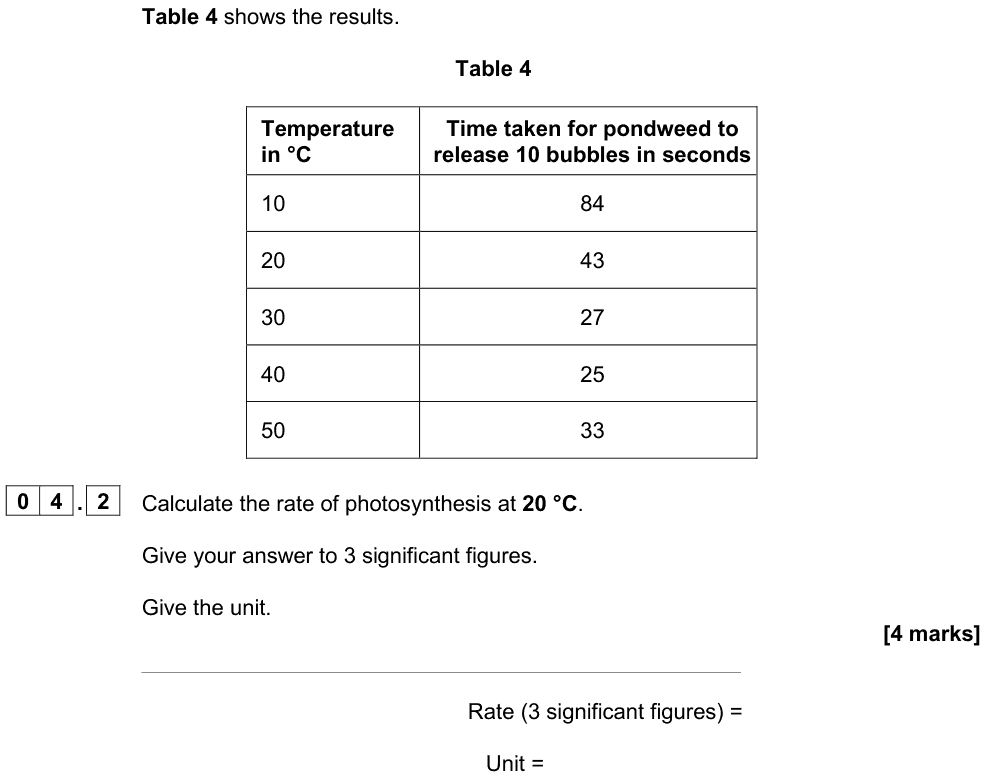 Table 4 shows the results.
Table 4
Temperature in °C Time taken for pondweed to release 10 bubbles in seconds
10 84
20 43
30 27
40 25
50 33
0 4 . 2 Calculate the rate of photosynthesis at 20 °C.
Give your answer to 3 significant figures.
Give the unit.
[4 marks]
Rate (3 significant figures) =
Unit =